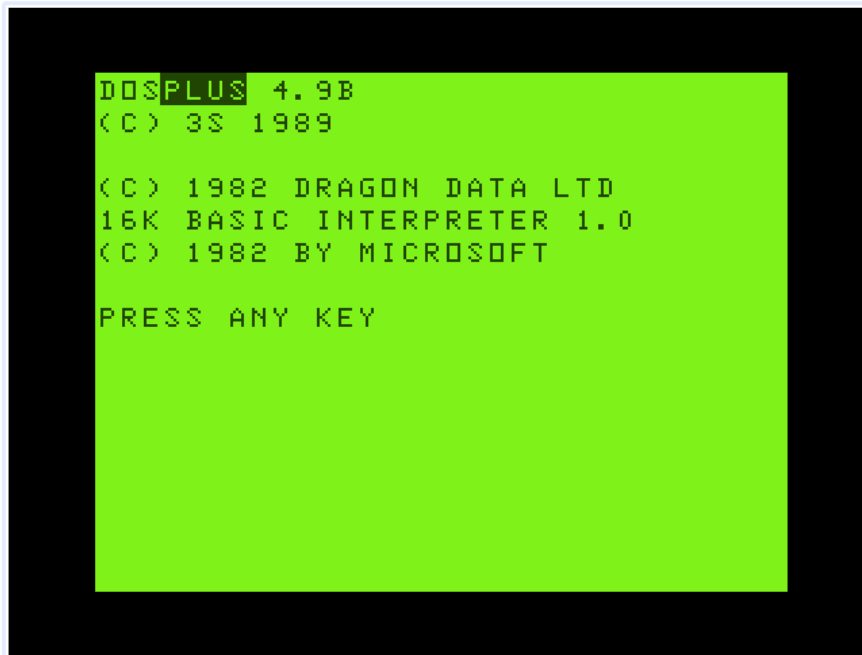 DOSPLUS 4.9B
(C) 3S 1989
(C) 1982 DRAGON DATA LTD
16K BASIC INTERPRETER 1.0
(C) 1982 BY MICROSOFT
PRESS ANY KEY